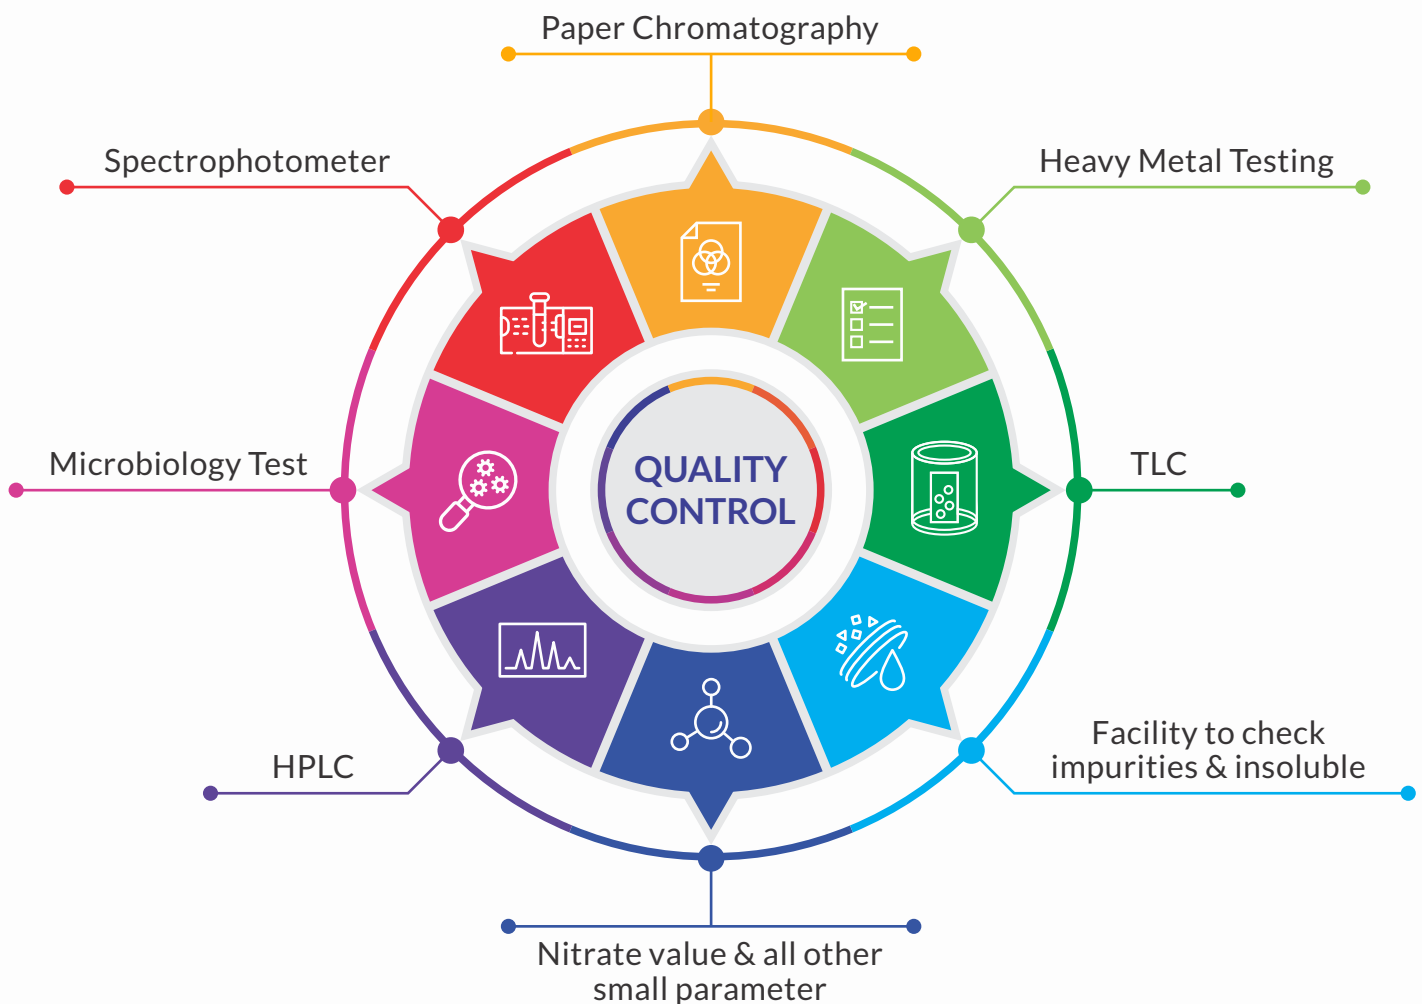 Paper Chromatography
Spectrophotometer
Heavy Metal Testing
Microbiology Test
QUALITY
CONTROL
TLC
HPLC
Facility to check
impurities & insoluble
Nitrate value & all other
small parameter